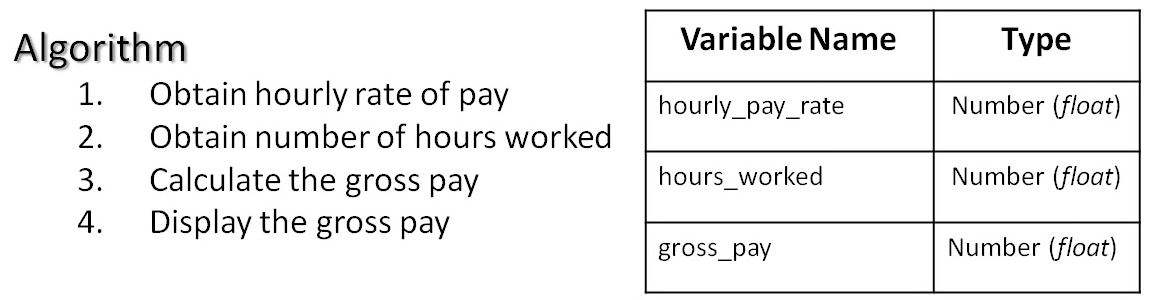 Algorithm
1. Obtain hourly rate of pay
2. Obtain number of hours worked
3. Calculate the gross pay
4. Display the gross pay
Variable Name Type
hourly_pay_rate Number (float)
hours_worked Number (float)
gross_pay Number (float)